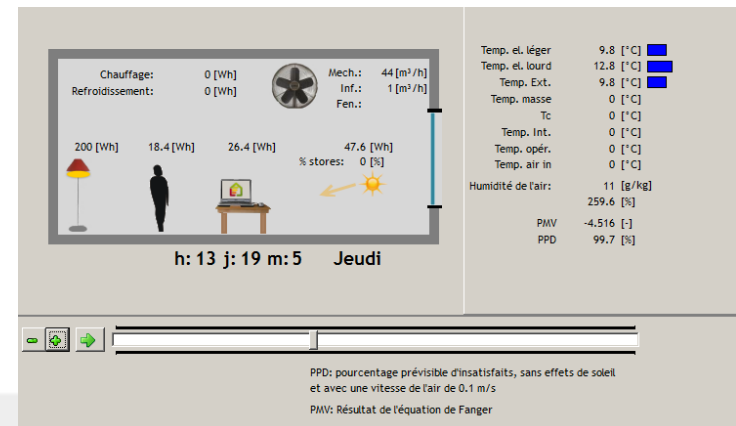 Chauffage: 0 [Wh]
Refroidissement: 0 [Wh]
Mech.: 44 [m³/h]
Inf.: 1 [m³/h]
Fen.:
200 [Wh] 18.4 [Wh] 26.4 [Wh] 47.6 [Wh]
% stores: 0 [%]
h: 13 j: 19 m: 5 Jeudi
Temp. el. léger 9.8 [°C]
Temp. el. lourd 12.8 [°C]
Temp. Ext. 9.8 [°C]
Temp. masse 0 [°C]
Tc 0 [°C]
Temp. Int. 0 [°C]
Temp. opér. 0 [°C]
Temp. air in 0 [°C]
Humidité de l'air: 11 [g/kg]
259.6 [%]
PMV -4.516 [-]
PPD 99.7 [%]
PPD: pourcentage prévisible d'insatisfaits, sans effets de soleil
et avec une vitesse de l'air de 0.1 m/s
PMV: Résultat de l'équation de Fanger